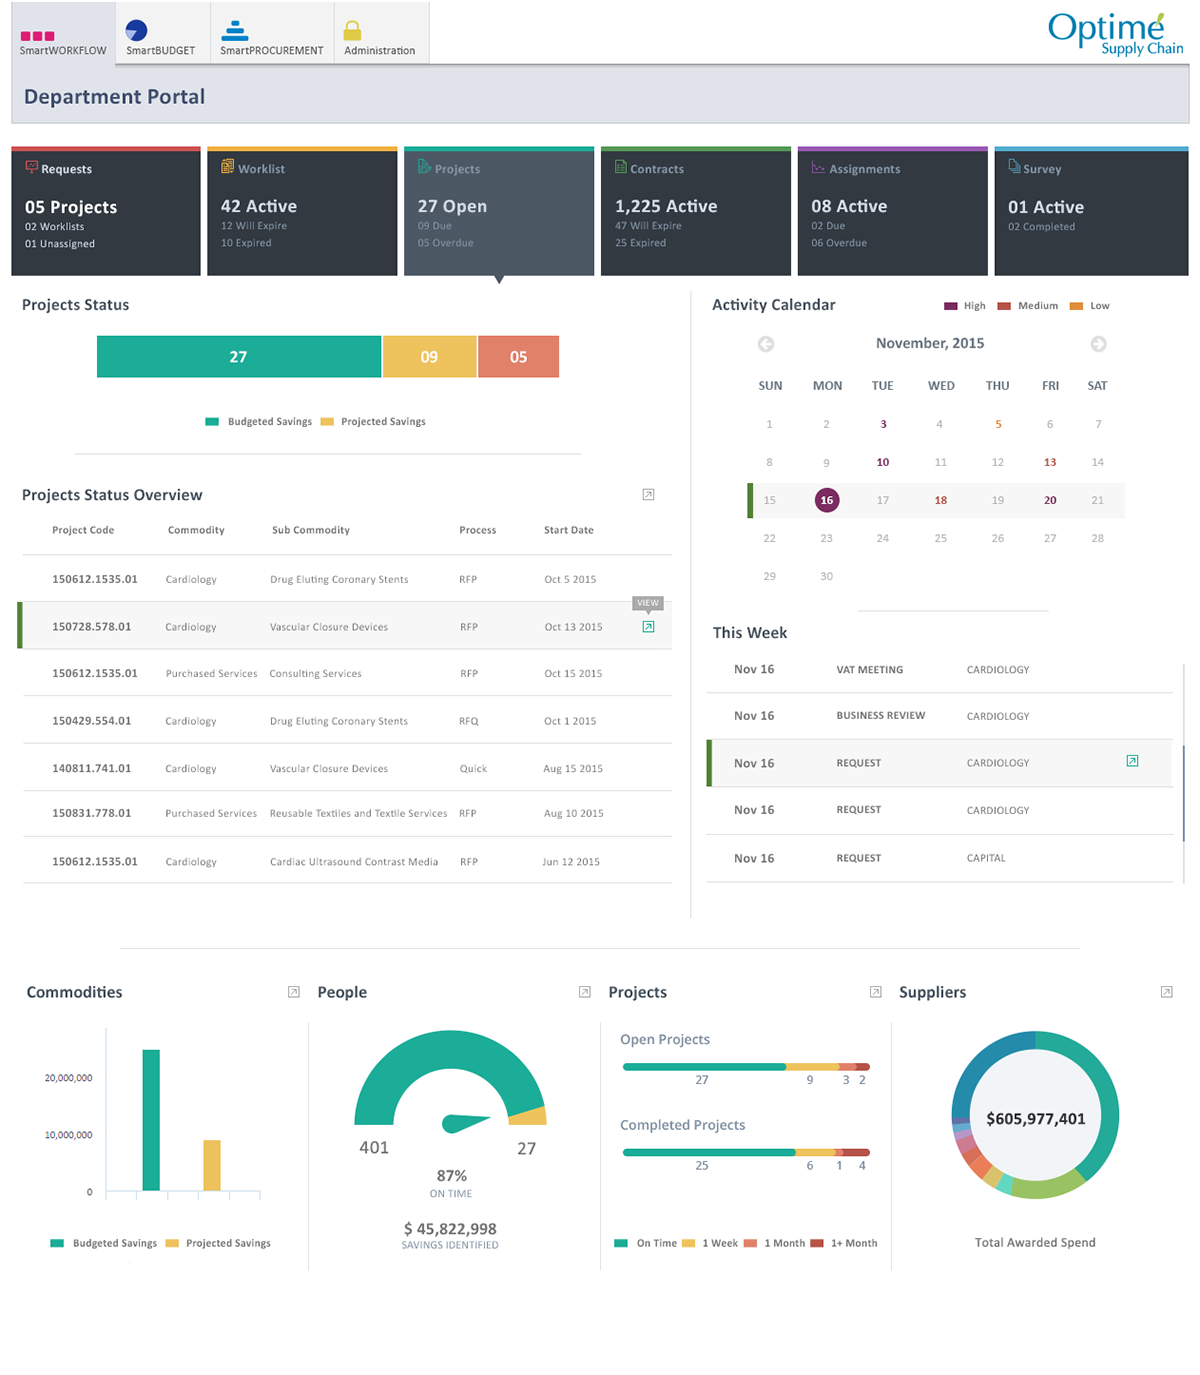 SmartWORKFLOW SmartBUDGET SmartPROCUREMENT Administration
Optimé
Supply Chain
Department Portal
Requests
05 Projects
02 Worklists
01 Unassigned
Worklist
42 Active
12 Will Expire
10 Expired
Projects
27 Open
09 Due
05 Overdue
Contracts
1,225 Active
47 Will Expire
25 Expired
Assignments
08 Active
02 Due
06 Overdue
Survey
01 Active
02 Completed
Projects Status
27 09 05
Budgeted Savings Projected Savings
Projects Status Overview
Project Code Commodity Sub Commodity Process Start Date
150612.1535.01 Cardiology Drug Eluting Coronary Stents RFP Oct 5 2015
VIEW
150728.578.01 Cardiology Vascular Closure Devices RFP Oct 13 2015
150612.1535.01 Purchased Services Consulting Services RFP Oct 15 2015
150429.554.01 Cardiology Drug Eluting Coronary Stents RFQ Oct 1 2015
140811.741.01 Cardiology Vascular Closure Devices Quick Aug 15 2015
150831.778.01 Purchased Services Reusable Textiles and Textile Services RFP Aug 10 2015
150612.1535.01 Cardiology Cardiac Ultrasound Contrast Media RFP Jun 12 2015
Activity Calendar
High Medium Low
November, 2015
SUN MON TUE WED THU FRI SAT
1 2 3 4 5 6 7
8 9 10 11 12 13 14
15 16 17 18 19 20 21
22 23 24 25 26 27 28
29 30
This Week
Nov 16 VAT MEETING CARDIOLOGY
Nov 16 BUSINESS REVIEW CARDIOLOGY
Nov 16 REQUEST CARDIOLOGY
Nov 16 REQUEST CARDIOLOGY
Nov 16 REQUEST CAPITAL
Commodities
20,000,000
10,000,000
0
Budgeted Savings Projected Savings
People
401 27
87%
ON TIME
$ 45,822,998
SAVINGS IDENTIFIED
Projects
Open Projects
27 9 3 2
Completed Projects
25 6 1 4
On Time 1 Week 1 Month 1+ Month
Suppliers
$605,977,401
Total Awarded Spend